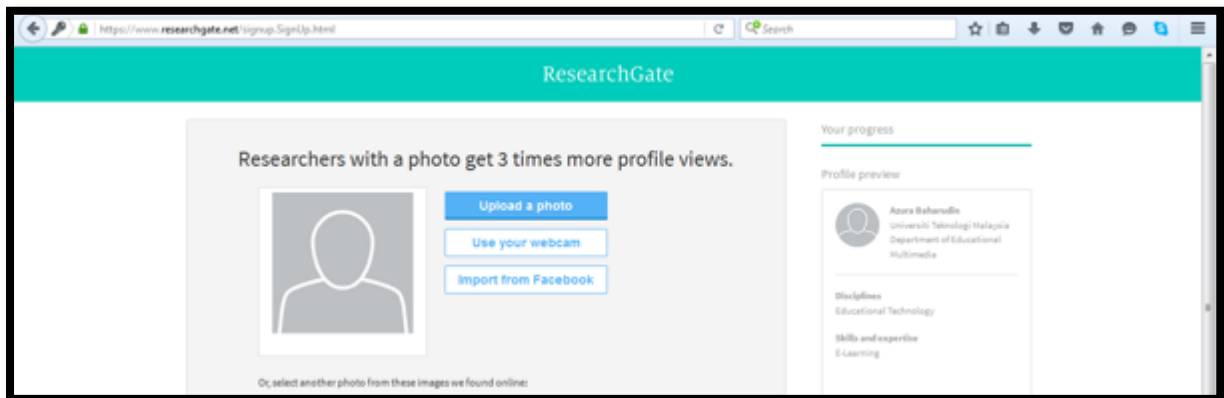 https://www.researchgate.net/signup.SignUp.html
Search
ResearchGate
Researchers with a photo get 3 times more profile views.
Upload a photo
Use your webcam
Import from Facebook
Or, select another photo from these images we found online:
Your progress
Profile preview
Azura Baharudin
Universiti Teknologi Malaysia
Department of Educational
Multimedia
Disciplines
Educational Technology
Skills and expertise
E-Learning